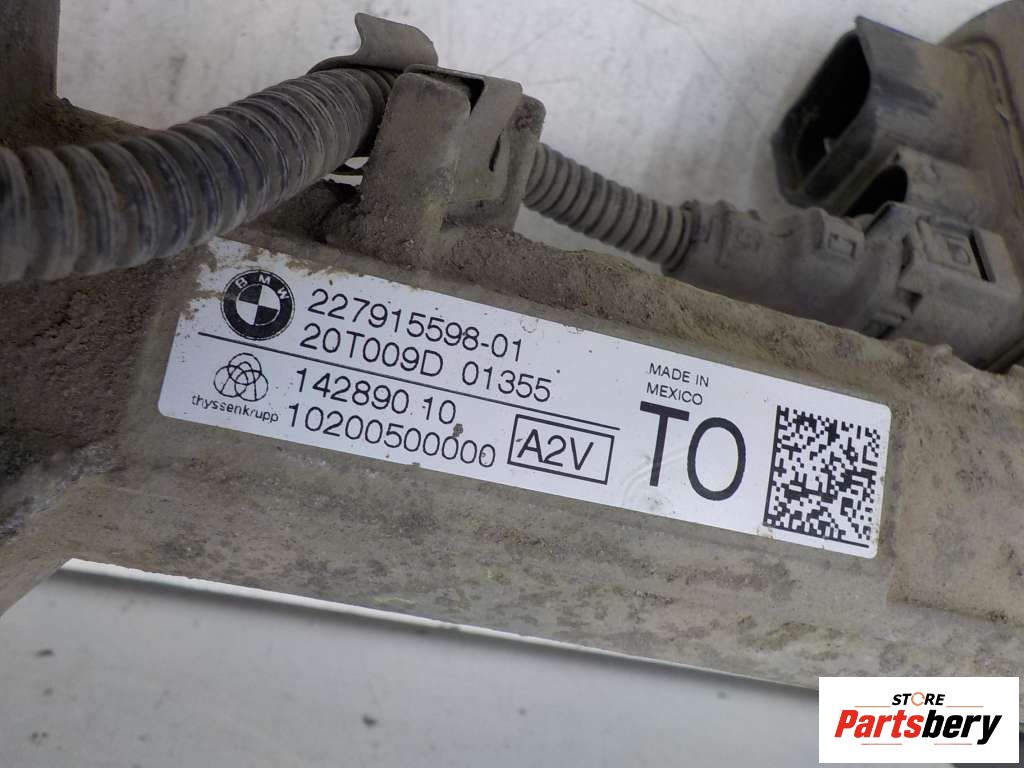 BMW
227915598-01
20T009D 01355
thyssenkrupp
142890 10
10200500000
A2V
MADE IN
MEXICO
TO
STORE
Partsbery